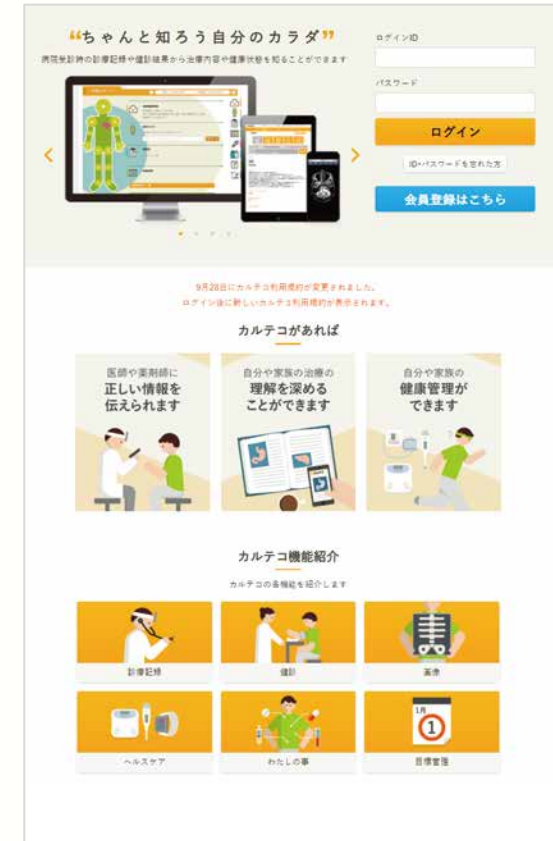 “ちゃんと知ろう自分のカラダ”
病院受診時の診療記録や健診結果から治療内容や健康状態を知ることができます
ログインID
パスワード
ログイン
ID・パスワードを忘れた方
会員登録はこちら
9月28日にカルテコ利用規約が変更されました。
ログイン後に新しいカルテコ利用規約が表示されます。
カルテコがあれば
医師や薬剤師に
正しい情報を
伝えられます
自分や家族の治療の
理解を深める
ことができます
自分や家族の
健康管理が
できます
カルテコ機能紹介
カルテコの各機能を紹介します
診療記録
健診
画像
ヘルスケア
わたしの事
1月
1
目標管理